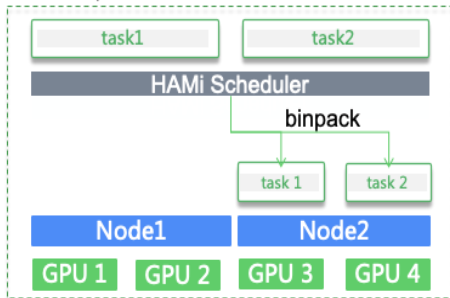 task1
task2
HAMi Scheduler
binpack
task 1
task 2
Node1
Node2
GPU 1
GPU 2
GPU 3
GPU 4